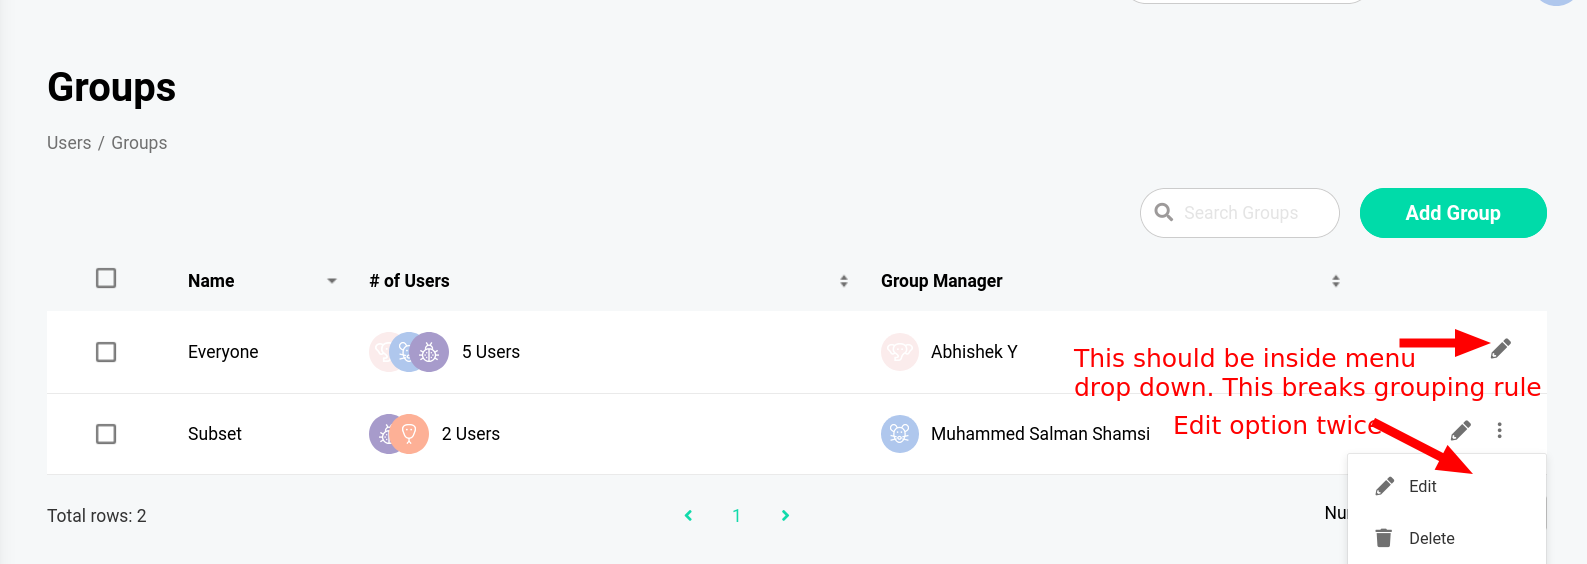 Groups
Users / Groups
Search Groups
Add Group
Name # of Users Group Manager
Everyone 5 Users Abhishek Y
This should be inside menu
drop down. This breaks grouping rule
Edit option twice
Subset 2 Users Muhammed Salman Shamsi
Edit
Total rows: 2 1
Delete